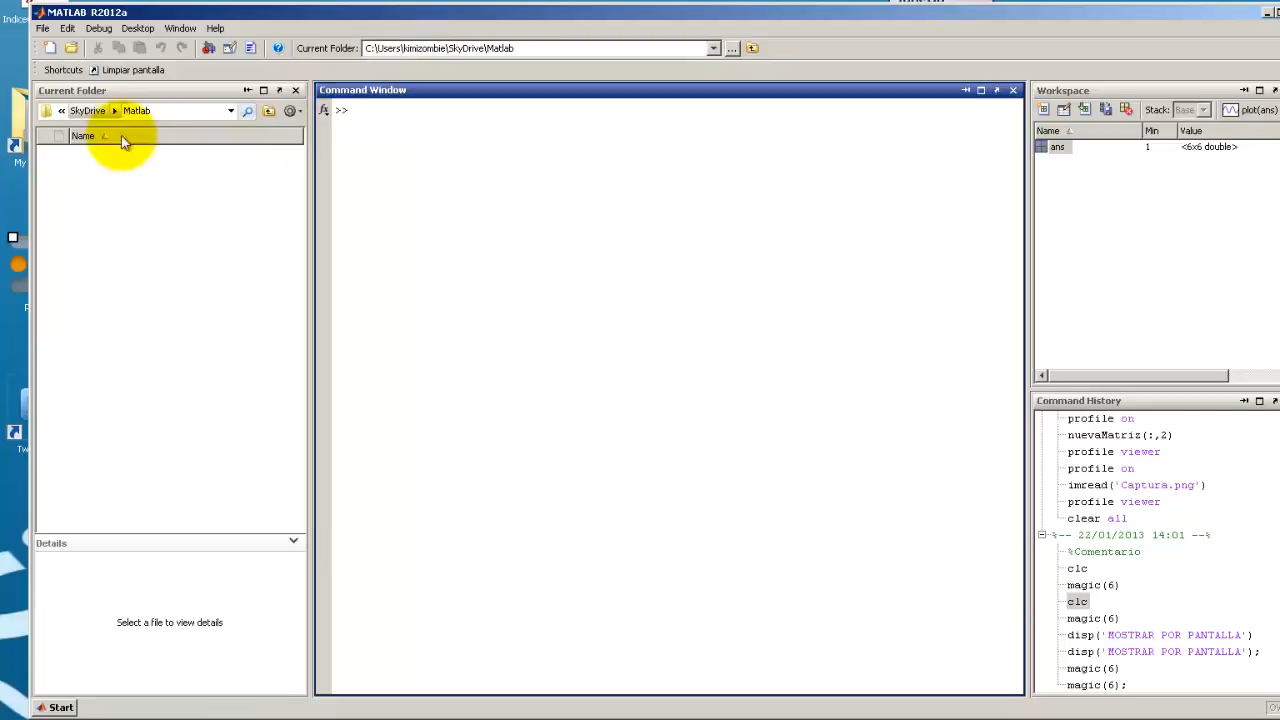 Indice
MATLAB R2012a
File Edit Debug Desktop Window Help
Current Folder: C:\Users\kimizombie\SkyDrive\Matlab ...
Shortcuts Limpiar pantalla
Current Folder
« SkyDrive Matlab
Name
Details
Select a file to view details
Start
My
Tw
Command Window
fx >>
Workspace
Stack: Base plot(ans)
Name Min Value
ans 1 <6x6 double>
Command History
profile on
nuevaMatriz(:,2)
profile viewer
profile on
imread('Captura.png')
profile viewer
clear all
%-- 22/01/2013 14:01 --%
%Comentario
clc
magic(6)
clc
magic(6)
disp('MOSTRAR POR PANTALLA')
disp('MOSTRAR POR PANTALLA');
magic(6)
magic(6);